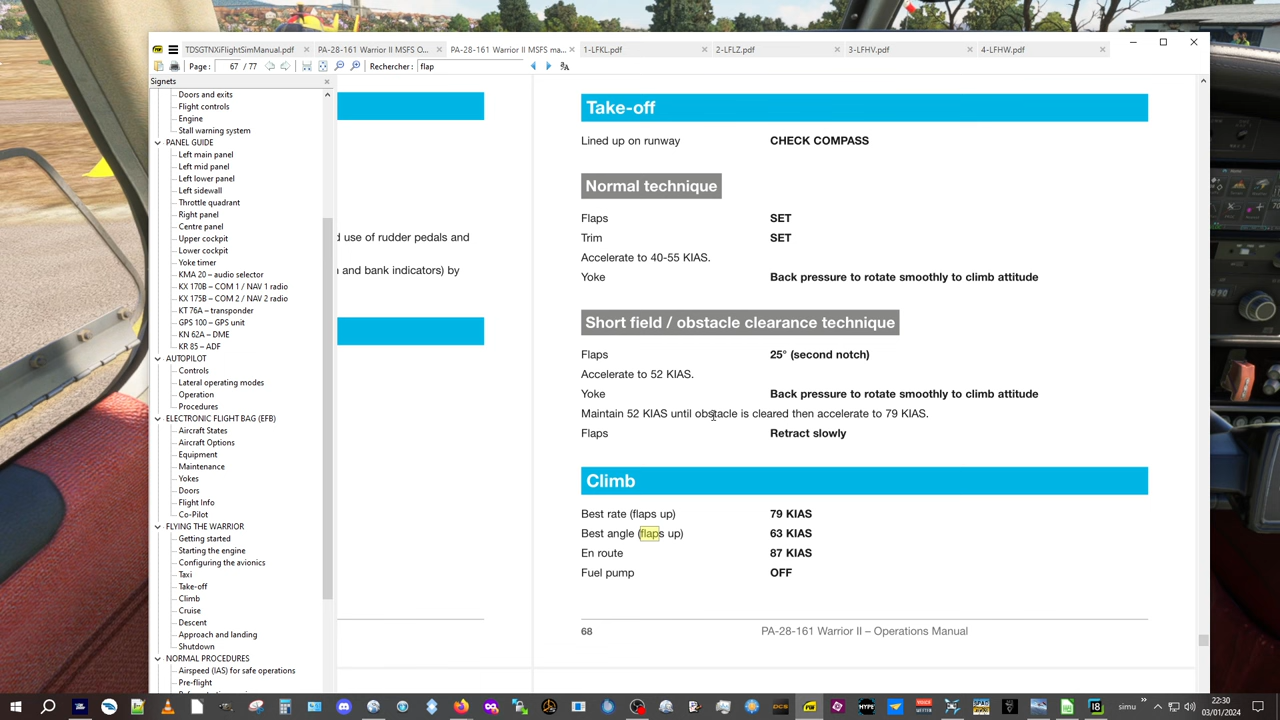 TDSGTNXiFlightSimManual.pdf
PA-28-161 Warrior II MSFS O...
PA-28-161 Warrior II MSFS ma...
1-LFKL.pdf
2-LFLZ.pdf
3-LFHV.pdf
4-LFHW.pdf
Page : 67 / 77
Rechercher : flap
Signets
Doors and exits
Flight controls
Engine
Stall warning system
PANEL GUIDE
Left main panel
Left mid panel
Left lower panel
Left sidewall
Throttle quadrant
Right panel
Centre panel
Upper cockpit
Lower cockpit
Yoke timer
KMA 20 – audio selector
KX 170B – COM 1 / NAV 1 radio
KX 175B – COM 2 / NAV 2 radio
KT 76A – transponder
GPS 100 – GPS unit
KN 62A – DME
KR 85 – ADF
AUTOPILOT
Controls
Lateral operating modes
Operation
Procedures
ELECTRONIC FLIGHT BAG (EFB)
Aircraft States
Aircraft Options
Equipment
Maintenance
Yokes
Doors
Flight Info
Co-Pilot
FLYING THE WARRIOR
Getting started
Starting the engine
Configuring the avionics
Taxi
Take-off
Climb
Cruise
Descent
Approach and landing
Shutdown
NORMAL PROCEDURES
Airspeed (IAS) for safe operations
Pre-flight
use of rudder pedals and
and bank indicators) by
Take-off
Lined up on runway CHECK COMPASS
Normal technique
Flaps SET
Trim SET
Accelerate to 40-55 KIAS.
Yoke Back pressure to rotate smoothly to climb attitude
Short field / obstacle clearance technique
Flaps 25° (second notch)
Accelerate to 52 KIAS.
Yoke Back pressure to rotate smoothly to climb attitude
Maintain 52 KIAS until obstacle is cleared then accelerate to 79 KIAS.
Flaps Retract slowly
Climb
Best rate (flaps up) 79 KIAS
Best angle (flaps up) 63 KIAS
En route 87 KIAS
Fuel pump OFF
68 PA-28-161 Warrior II – Operations Manual
simu
22:30
03/01/2024